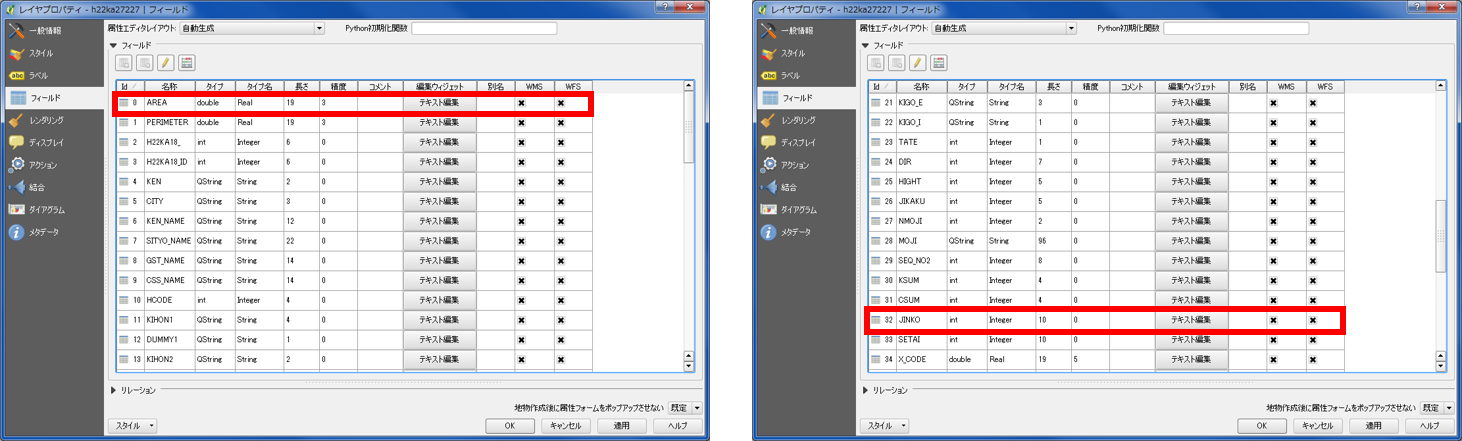 レイヤプロパティ - h22ka27227 | フィールド
一般情報
スタイル
ラベル
フィールド
レンダリング
ディスプレイ
アクション
結合
ダイアグラム
メタデータ
属性エディタレイアウト: 自動生成 Python初期化関数
フィールド
Id 名称 タイプ タイプ名 長さ 精度 コメント 編集ウィジェット 別名 WMS WFS
0 AREA double Real 19 3 テキスト編集
1 PERIMETER double Real 19 3 テキスト編集
2 H22KA18_ int Integer 6 0 テキスト編集
3 H22KA18_ID int Integer 6 0 テキスト編集
4 KEN QString String 2 0 テキスト編集
5 CITY QString String 3 0 テキスト編集
6 KEN_NAME QString String 12 0 テキスト編集
7 SITYO_NAME QString String 22 0 テキスト編集
8 GST_NAME QString String 14 0 テキスト編集
9 CSS_NAME QString String 14 0 テキスト編集
10 HCODE int Integer 4 0 テキスト編集
11 KIHON1 QString String 4 0 テキスト編集
12 DUMMY1 QString String 1 0 テキスト編集
13 KIHON2 QString String 2 0 テキスト編集
リレーション
地物作成後に属性フォームをポップアップさせない 既定
スタイル OK キャンセル 適用 ヘルプ
レイヤプロパティ - h22ka27227 | フィールド
一般情報
スタイル
ラベル
フィールド
レンダリング
ディスプレイ
アクション
結合
ダイアグラム
メタデータ
属性エディタレイアウト: 自動生成 Python初期化関数
フィールド
Id 名称 タイプ タイプ名 長さ 精度 コメント 編集ウィジェット 別名 WMS WFS
21 KIGO_E QString String 3 0 テキスト編集
22 KIGO_I QString String 1 0 テキスト編集
23 TATE int Integer 1 0 テキスト編集
24 DIR int Integer 7 0 テキスト編集
25 HIGHT int Integer 5 0 テキスト編集
26 JIKAKU int Integer 5 0 テキスト編集
27 NMOJI int Integer 2 0 テキスト編集
28 MOJI QString String 96 0 テキスト編集
29 SEQ_NO2 int Integer 8 0 テキスト編集
30 KSUM int Integer 4 0 テキスト編集
31 CSUM int Integer 4 0 テキスト編集
32 JINKO int Integer 10 0 テキスト編集
33 SETAI int Integer 10 0 テキスト編集
34 X_CODE double Real 19 5 テキスト編集
リレーション
地物作成後に属性フォームをポップアップさせない 既定
スタイル OK キャンセル 適用 ヘルプ